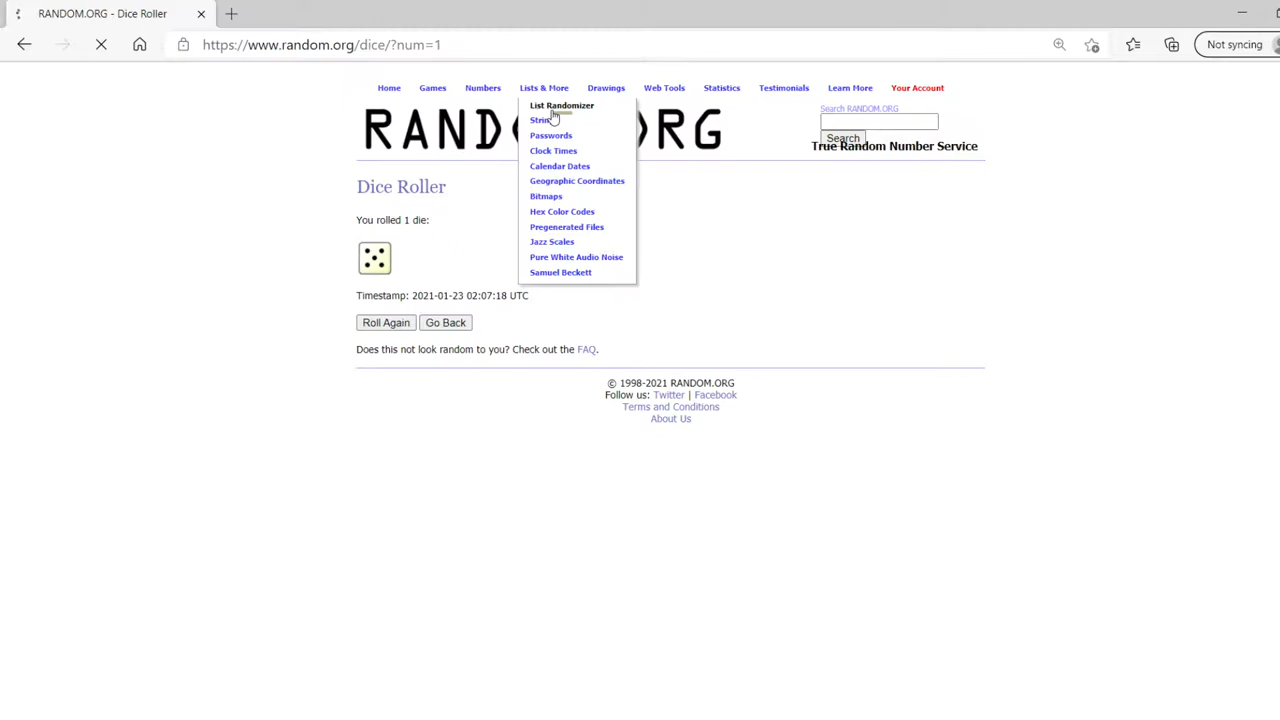 RANDOM.ORG - Dice Roller
https://www.random.org/dice/?num=1
Not syncing
Home Games Numbers Lists & More Drawings Web Tools Statistics Testimonials Learn More Your Account
List Randomizer
Passwords
Clock Times
Calendar Dates
Geographic Coordinates
Bitmaps
Hex Color Codes
Pregenerated Files
Jazz Scales
Pure White Audio Noise
Samuel Beckett
Search RANDOM.ORG
Search
True Random Number Service
Dice Roller
You rolled 1 die:
Timestamp: 2021-01-23 02:07:18 UTC
Roll Again Go Back
Does this not look random to you? Check out the FAQ.
© 1998-2021 RANDOM.ORG
Follow us: Twitter | Facebook
Terms and Conditions
About Us